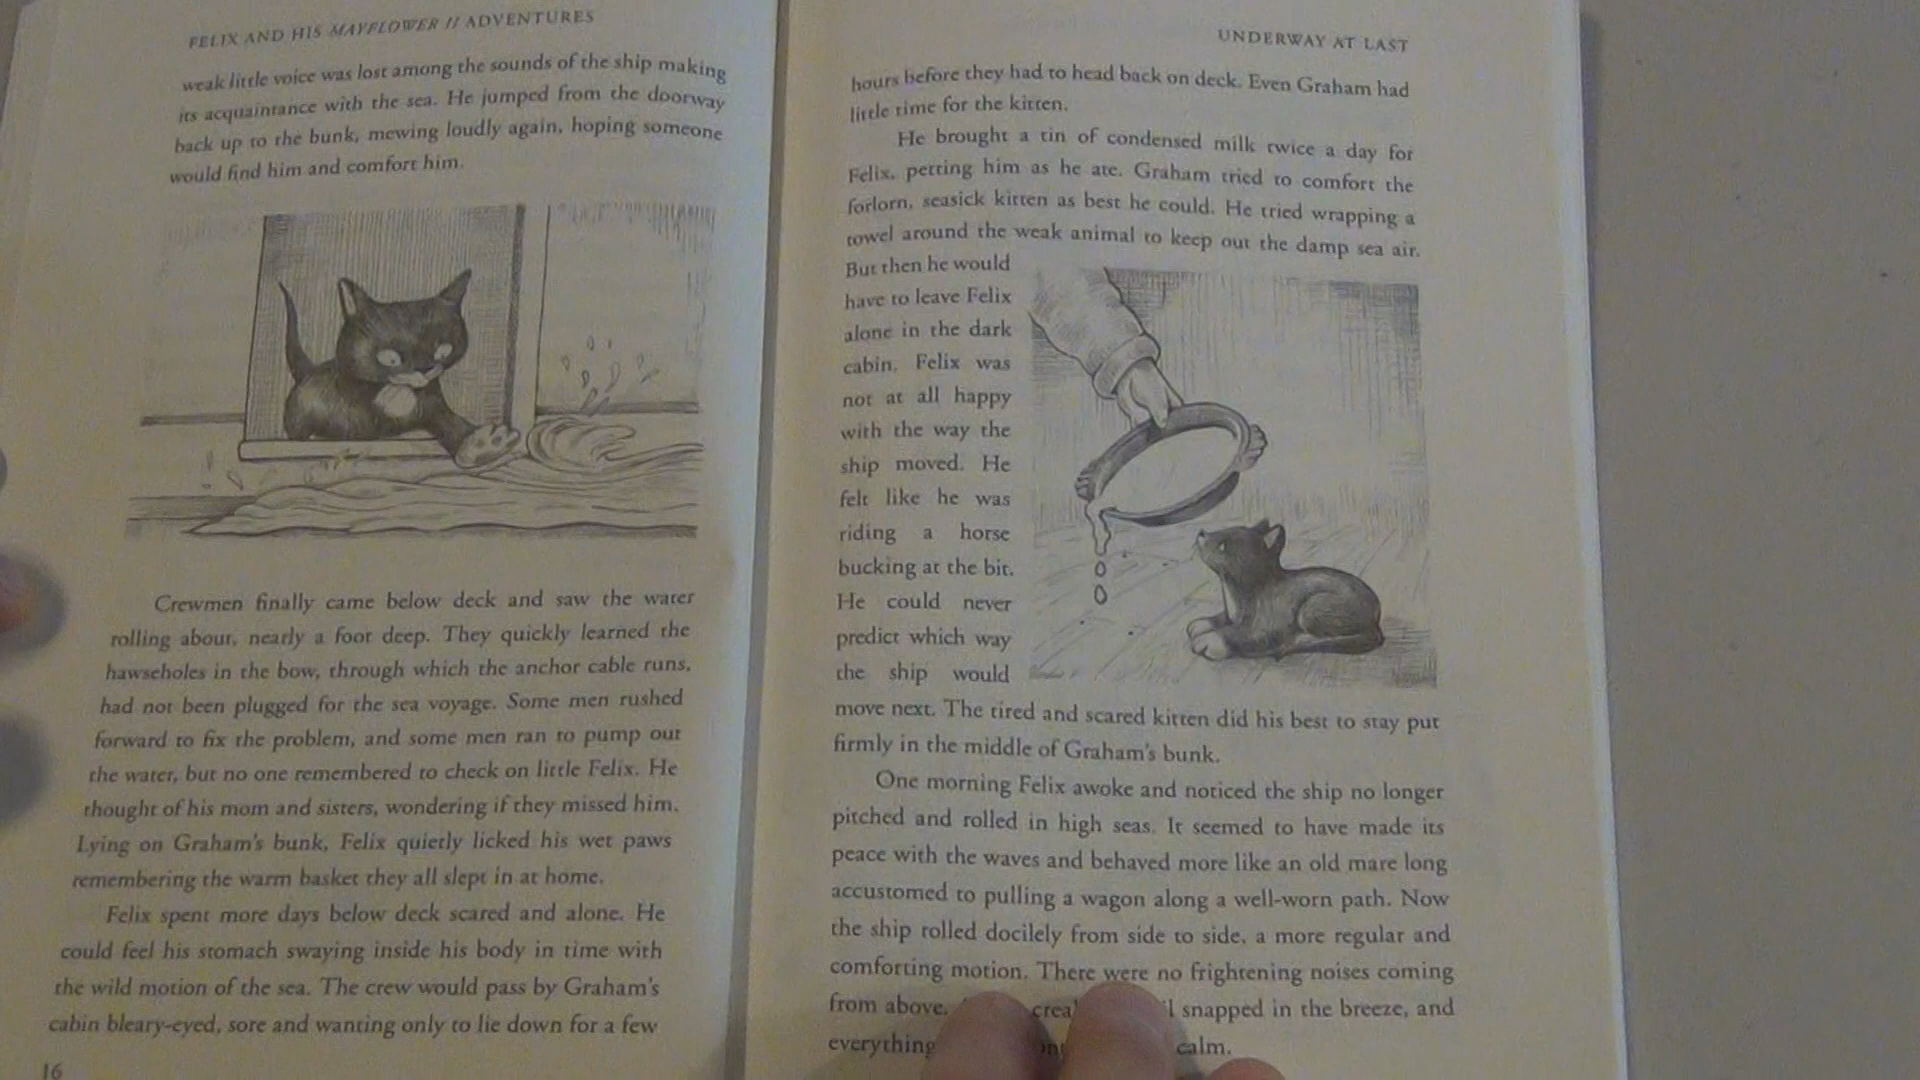 FELIX AND HIS MAYFLOWER II ADVENTURES
weak little voice was lost among the sounds of the ship making
its acquaintance with the sea. He jumped from the doorway
back up to the bunk, mewing loudly again, hoping someone
would find him and comfort him.
Crewmen finally came below deck and saw the water
rolling about, nearly a foot deep. They quickly learned the
hawseholes in the bow, through which the anchor cable runs,
had not been plugged for the sea voyage. Some men rushed
forward to fix the problem, and some men ran to pump out
the water, but no one remembered to check on little Felix. He
thought of his mom and sisters, wondering if they missed him.
Lying on Graham's bunk, Felix quietly licked his wet paws
remembering the warm basket they all slept in at home.
Felix spent more days below deck scared and alone. He
could feel his stomach swaying inside his body in time with
the wild motion of the sea. The crew would pass by Graham's
cabin bleary-eyed, sore and wanting only to lie down for a few
16
UNDERWAY AT LAST
hours before they had to head back on deck. Even Graham had
little time for the kitten.
He brought a tin of condensed milk twice a day for
Felix, petting him as he ate. Graham tried to comfort the
forlorn, seasick kitten as best he could. He tried wrapping a
towel around the weak animal to keep out the damp sea air.
But then he would
have to leave Felix
alone in the dark
cabin. Felix was
not at all happy
with the way the
ship moved. He
felt like he was
riding a horse
bucking at the bit.
He could never
predict which way
the ship would
move next. The tired and scared kitten did his best to stay put
firmly in the middle of Graham's bunk.
One morning Felix awoke and noticed the ship no longer
pitched and rolled in high seas. It seemed to have made its
peace with the waves and behaved more like an old mare long
accustomed to pulling a wagon along a well-worn path. Now
the ship rolled docilely from side to side, a more regular and
comforting motion. There were no frightening noises coming
from above. snapped in the breeze, and
everything calm.